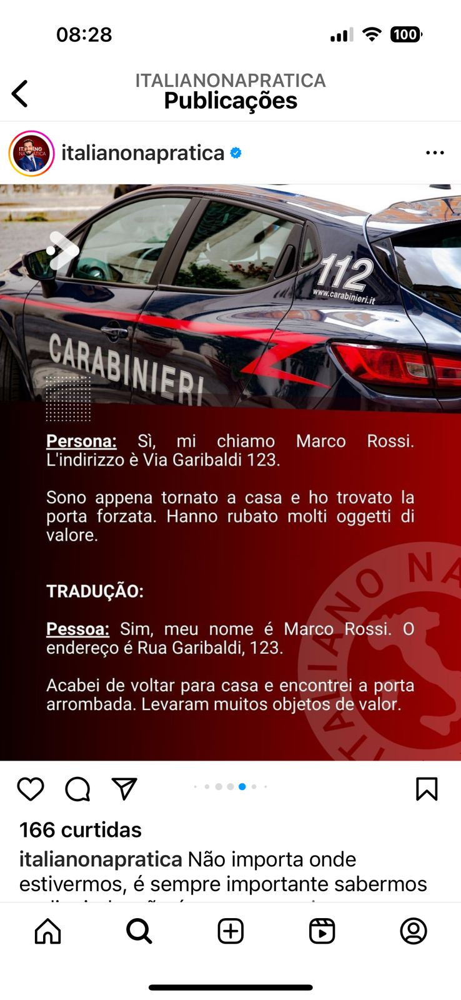 08:28
100
ITALIANONAPRATICA
Publicações
italianonapratica
112
www.carabinieri.it
CARABINIERI
Persona: Sì, mi chiamo Marco Rossi.
L'indirizzo è Via Garibaldi 123.
Sono appena tornato a casa e ho trovato la
porta forzata. Hanno rubato molti oggetti di
valore.
TRADUÇÃO:
Pessoa: Sim, meu nome é Marco Rossi. O
endereço é Rua Garibaldi, 123.
Acabei de voltar para casa e encontrei a porta
arrombada. Levaram muitos objetos de valor.
ITALIANO NA
166 curtidas
italianonapratica Não importa onde
estivermos, é sempre importante sabermos